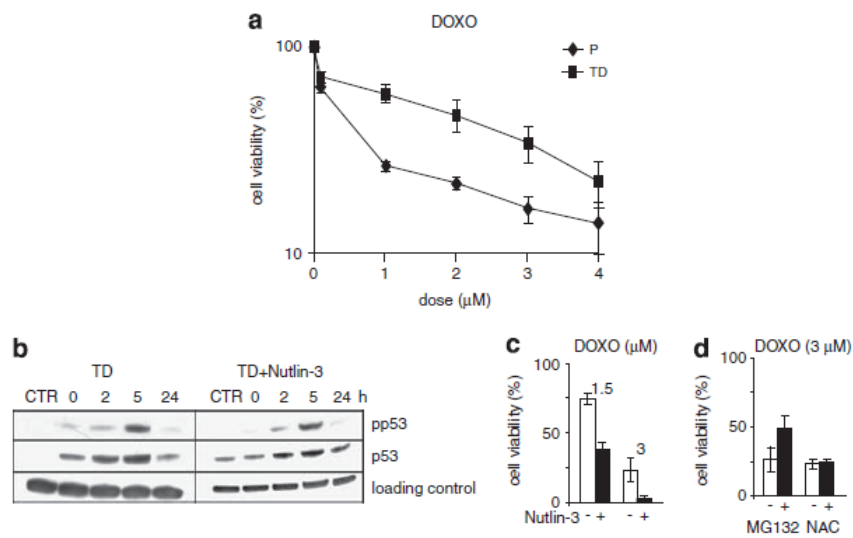 a
DOXO
100
10
cell viability (%)
0 1 2 3 4
dose (µM)
P
TD
b
TD TD+Nutlin-3
CTR 0 2 5 24 CTR 0 2 5 24 h
pp53
p53
loading control
c
DOXO (µM)
100
50
0
cell viability (%)
1.5
3
Nutlin-3 - + - +
d
DOXO (3 µM)
100
50
0
cell viability (%)
- + - +
MG132 NAC